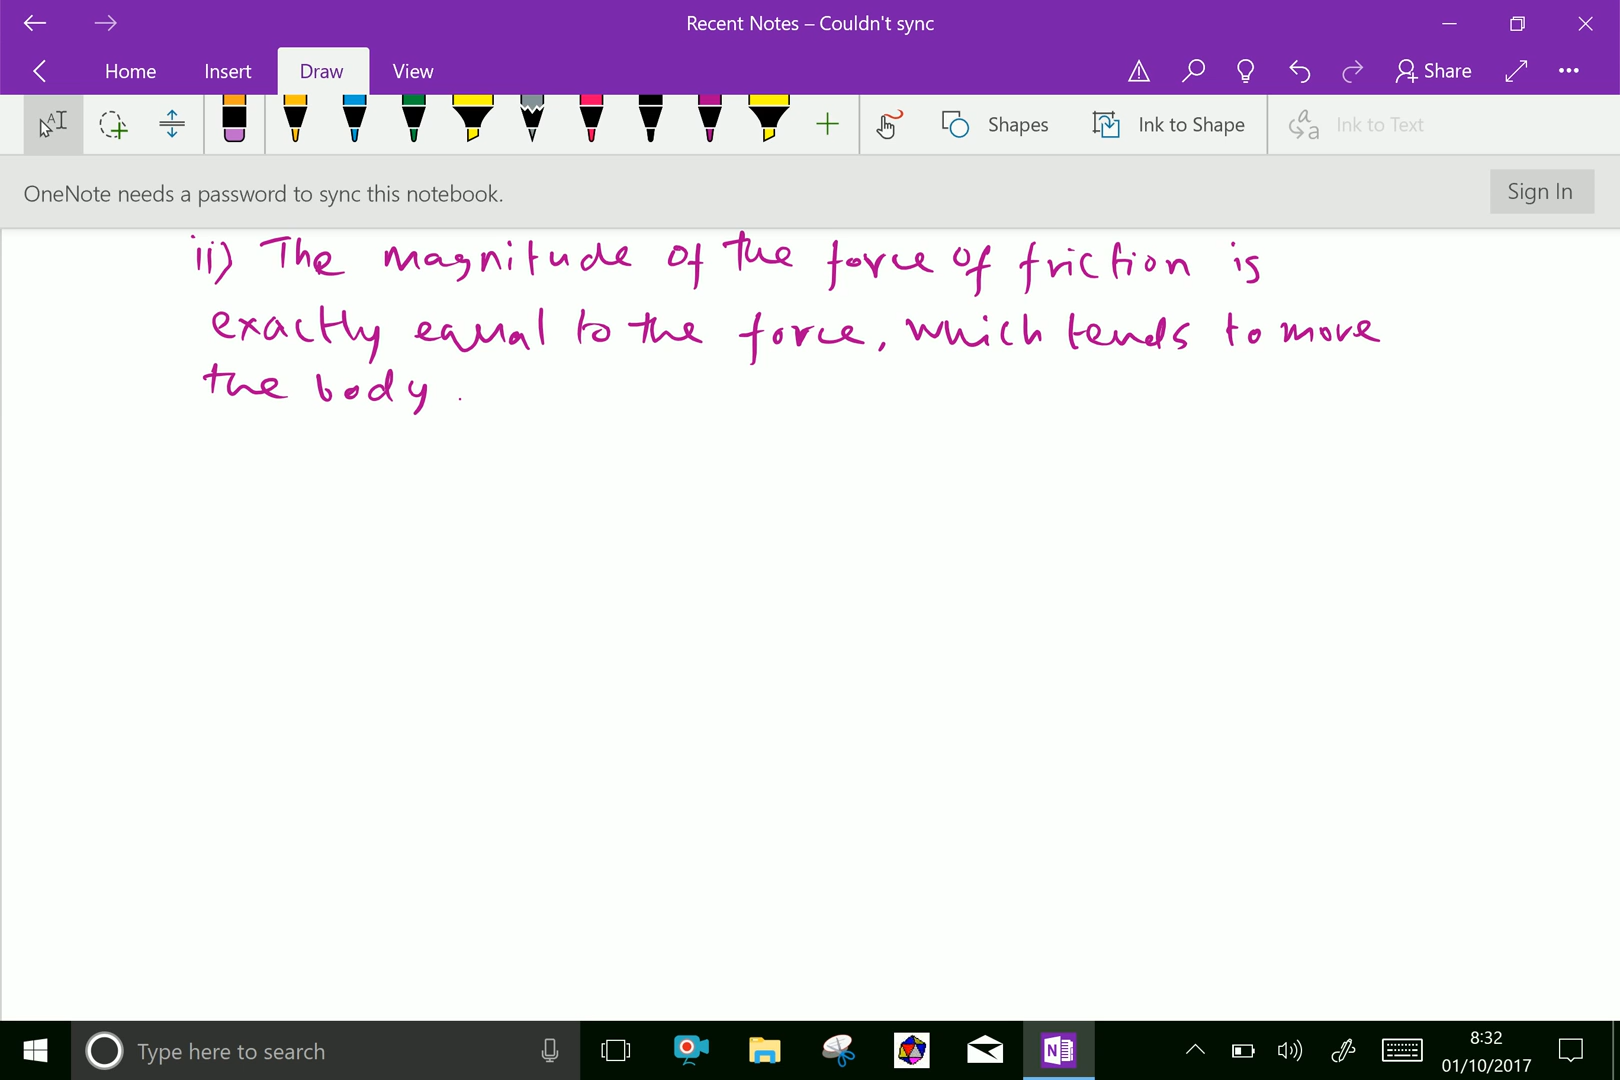 Recent Notes – Couldn't sync
Home Insert Draw View Share
Shapes Ink to Shape Ink to Text
OneNote needs a password to sync this notebook. Sign In
ii) The magnitude of the force of friction is
exactly equal to the force, which tends to move
the body.
Type here to search
8:32
01/10/2017